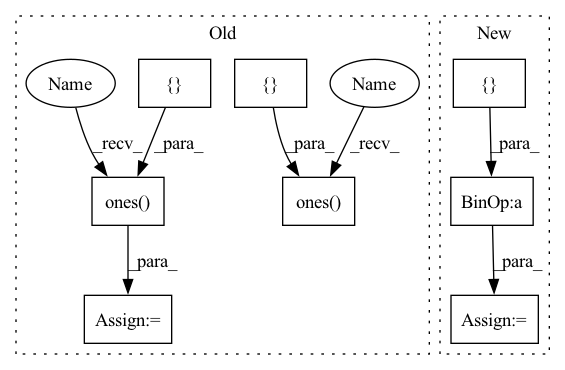 Old
New
Name
{}
{}
Name
{}
_recv_
_para_
_para_
_recv_
_para_
ones()
ones()
BinOp:a
_para_
_para_
Assign:=
Assign:=